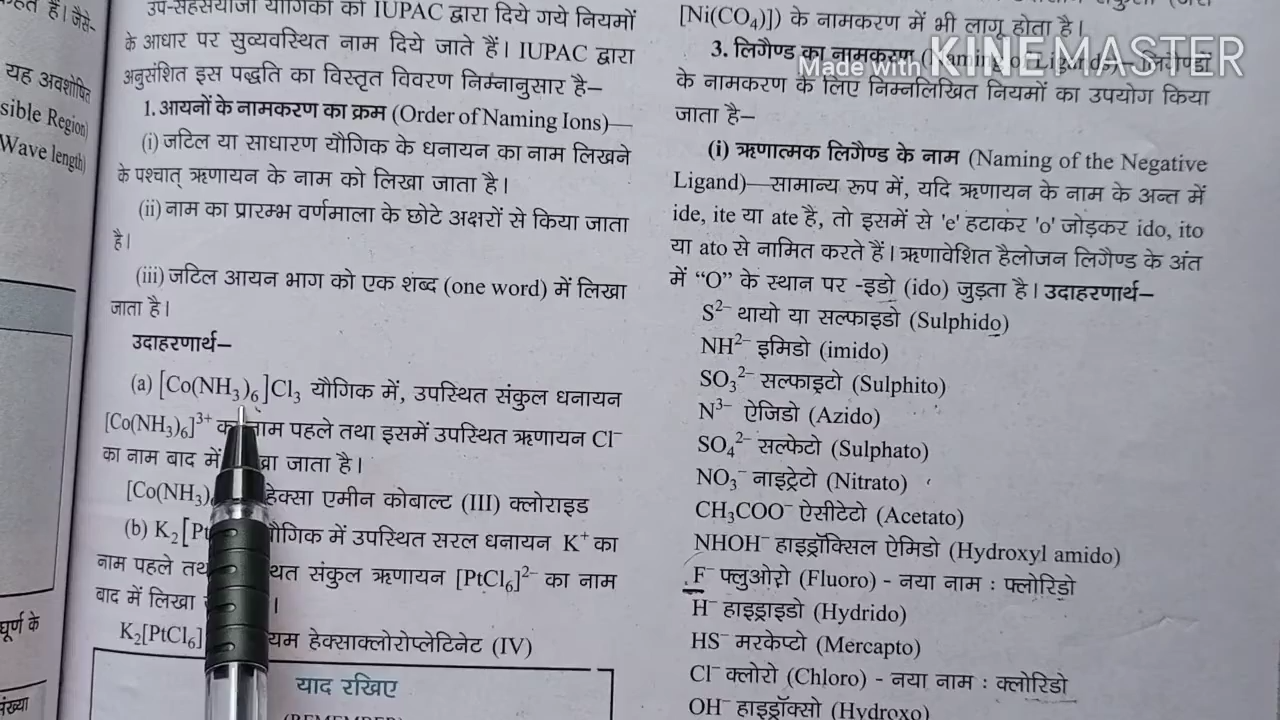 जैसे-
यह अवशोषित
sible Region)
Wave length)
घूर्ण के
उप-सहसंयोजी यौगिकों को IUPAC द्वारा दिये गये नियमों
के आधार पर सुव्यवस्थित नाम दिये जाते हैं। IUPAC द्वारा
अनुसंशित इस पद्धति का विस्तृत विवरण निम्नानुसार है—
1. आयनों के नामकरण का क्रम (Order of Naming Ions)—
(i) जटिल या साधारण यौगिक के धनायन का नाम लिखने
के पश्चात् ऋणायन के नाम को लिखा जाता है।
(ii) नाम का प्रारम्भ वर्णमाला के छोटे अक्षरों से किया जाता
है।
(iii) जटिल आयन भाग को एक शब्द (one word) में लिखा
जाता है।
उदाहरणार्थ—
(a) [Co(NH₃)₆]Cl₃ यौगिक में, उपस्थित संकुल धनायन
[Co(NH₃)₆]³⁺ नाम पहले तथा इसमें उपस्थित ऋणायन Cl⁻
का नाम बाद में जाता है।
[Co(NH₃) हेक्सा एमीन कोबाल्ट (III) क्लोराइड
(b) K₂[Pt यौगिक में उपस्थित सरल धनायन K⁺ का
नाम पहले संकुल ऋणायन [PtCl₆]²⁻ का नाम
बाद में लिखा ।
K₂[PtCl₆] हेक्साक्लोरोप्लेटिनेट (IV)
याद रखिए
(REMEMBER)
[Ni(CO₄)]) के नामकरण में भी लागू होता है।
3. लिगैण्ड का नामकरण (Naming of Ligands)—लिगैण्डों
Made with KINEMASTER
के नामकरण के लिए निम्नलिखित नियमों का उपयोग किया
जाता है—
(i) ऋणात्मक लिगैण्ड के नाम (Naming of the Negative
Ligand)—सामान्य रूप में, यदि ऋणायन के नाम के अन्त में
ide, ite या ate हैं, तो इसमें से 'e' हटाकर 'o' जोड़कर ido, ito
या ato से नामित करते हैं। ऋणावेशित हैलोजन लिगैण्ड के अंत
में “O” के स्थान पर -इडो (ido) जुड़ता है। उदाहरणार्थ—
S²⁻ थायो या सल्फाइडो (Sulphido)
NH²⁻ इमिडो (imido)
SO₃²⁻ सल्फाइटो (Sulphito)
N³⁻ ऐजिडो (Azido)
SO₄²⁻ सल्फेटो (Sulphato)
NO₃⁻ नाइट्रेटो (Nitrato)
CH₃COO⁻ ऐसीटेटो (Acetato)
NHOH⁻ हाइड्रॉक्सिल ऐमिडो (Hydroxyl amido)
F⁻ फ्लुओरो (Fluoro) - नया नाम : फ्लोरिडो
H⁻ हाइड्राइडो (Hydrido)
HS⁻ मरकेप्टो (Mercapto)
Cl⁻ क्लोरो (Chloro) - नया नाम : क्लोरिडो
OH⁻ हाइड्रॉक्सो (Hydroxo)